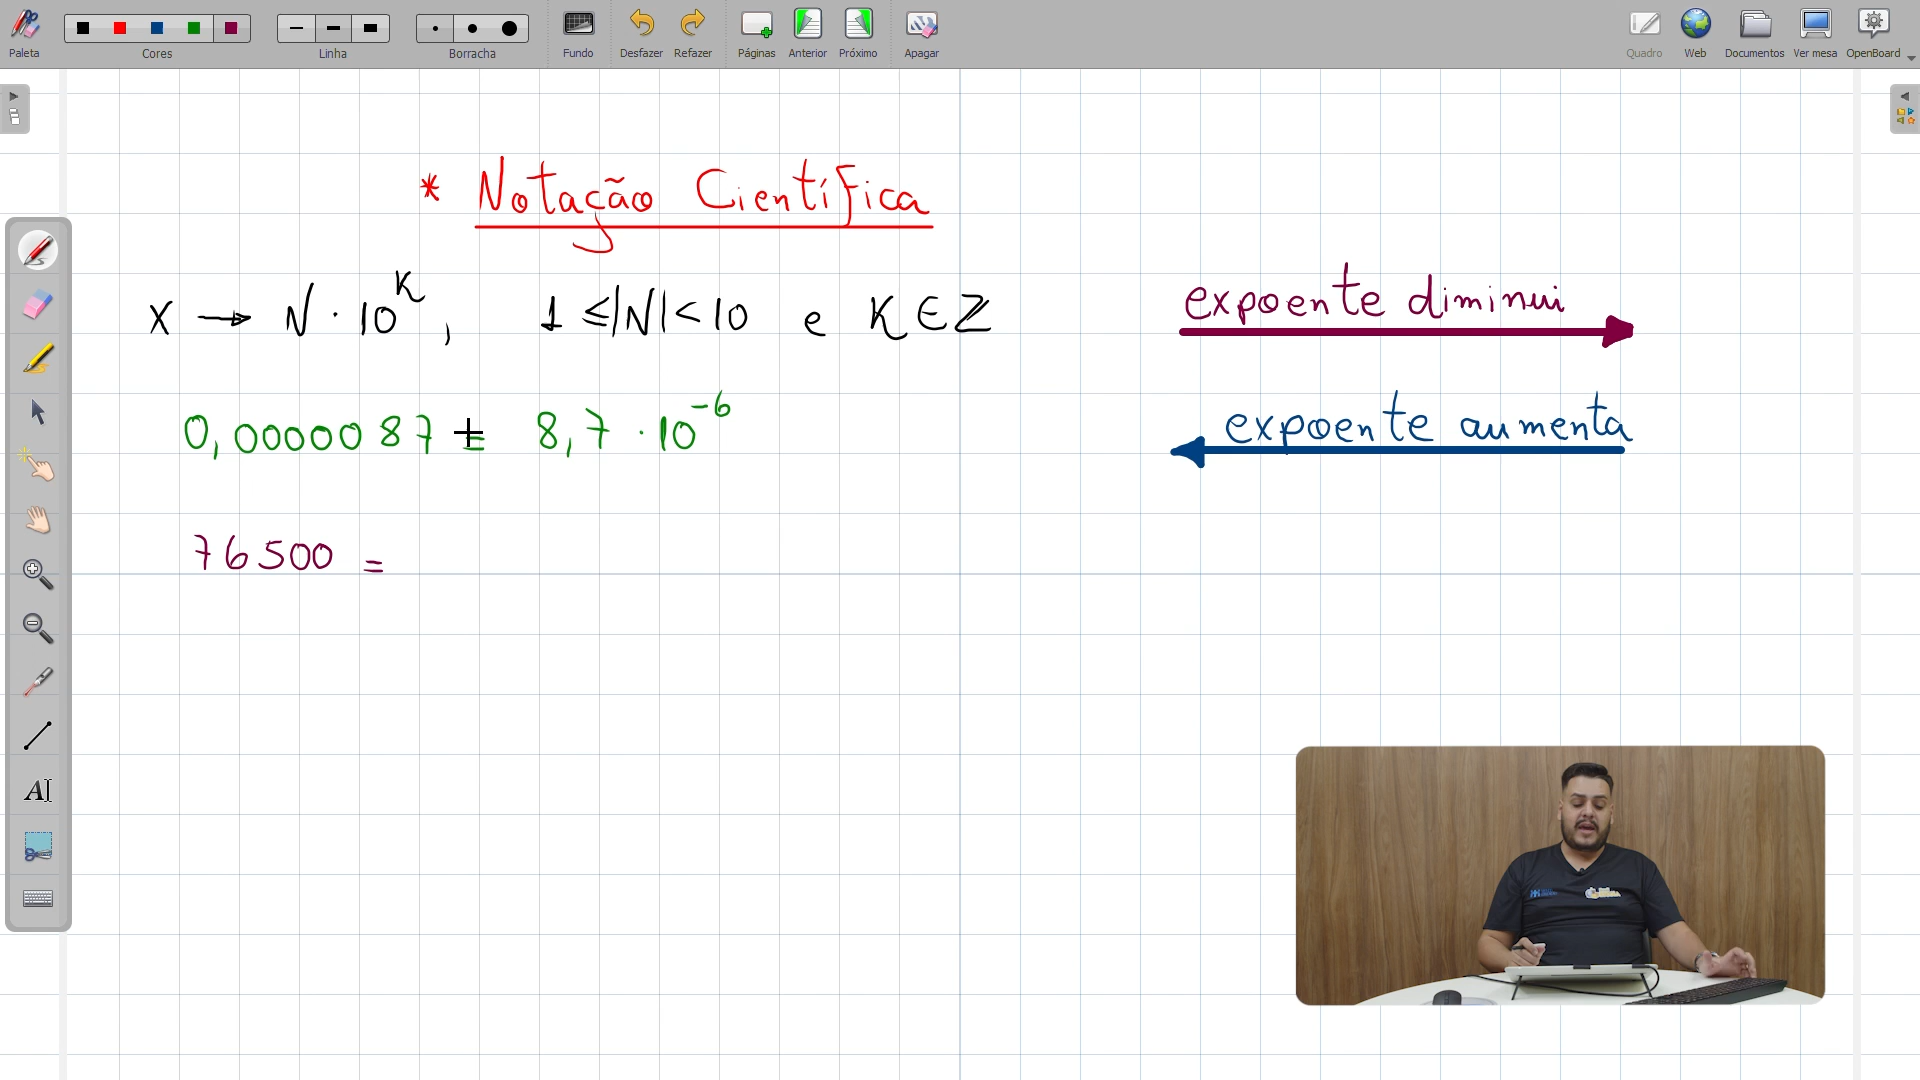 Paleta Cores Linha Borracha Fundo Desfazer Refazer Páginas Anterior Próximo Apagar Quadro Web Documentos Ver mesa OpenBoard
* Notação Científica
X → N · 10^K , 1 ≤ |N| < 10 e K ∈ Z
expoente diminui
0,0000087 = 8,7 · 10^-6
expoente aumenta
76500 =
AI